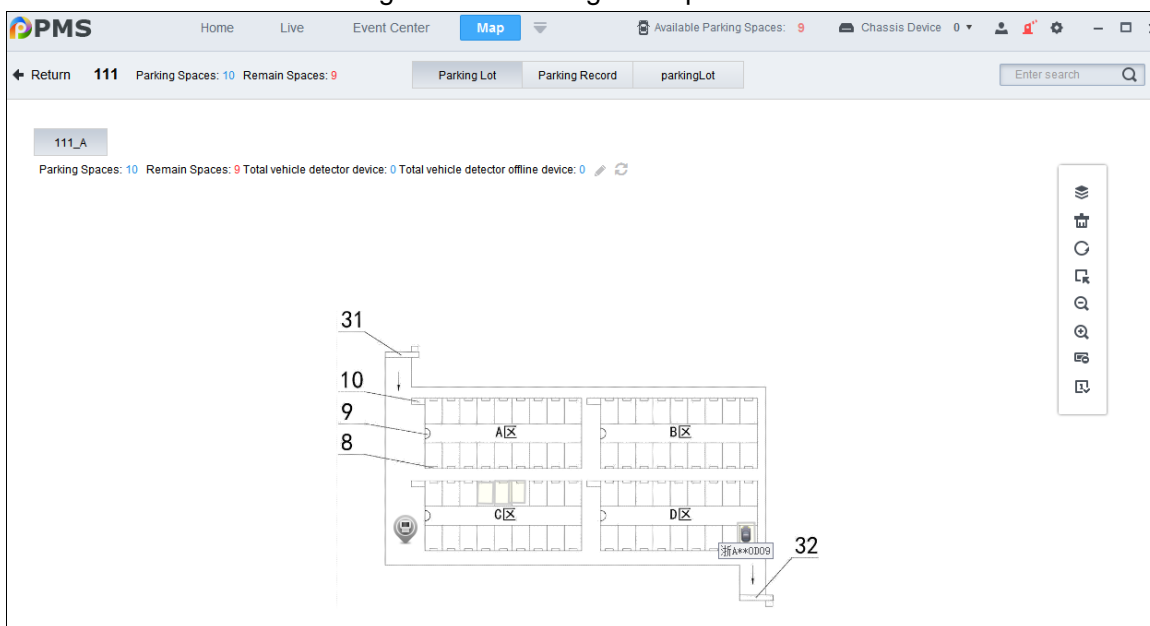 PMS Home Live Event Center Map Available Parking Spaces: 9 Chassis Device 0
Return 111 Parking Spaces: 10 Remain Spaces: 9 Parking Lot Parking Record parkingLot Enter search
111_A
Parking Spaces: 10 Remain Spaces: 9 Total vehicle detector device: 0 Total vehicle detector offline device: 0
31
10
9
A区 B区
8
C区 D区
浙A**0D09
32